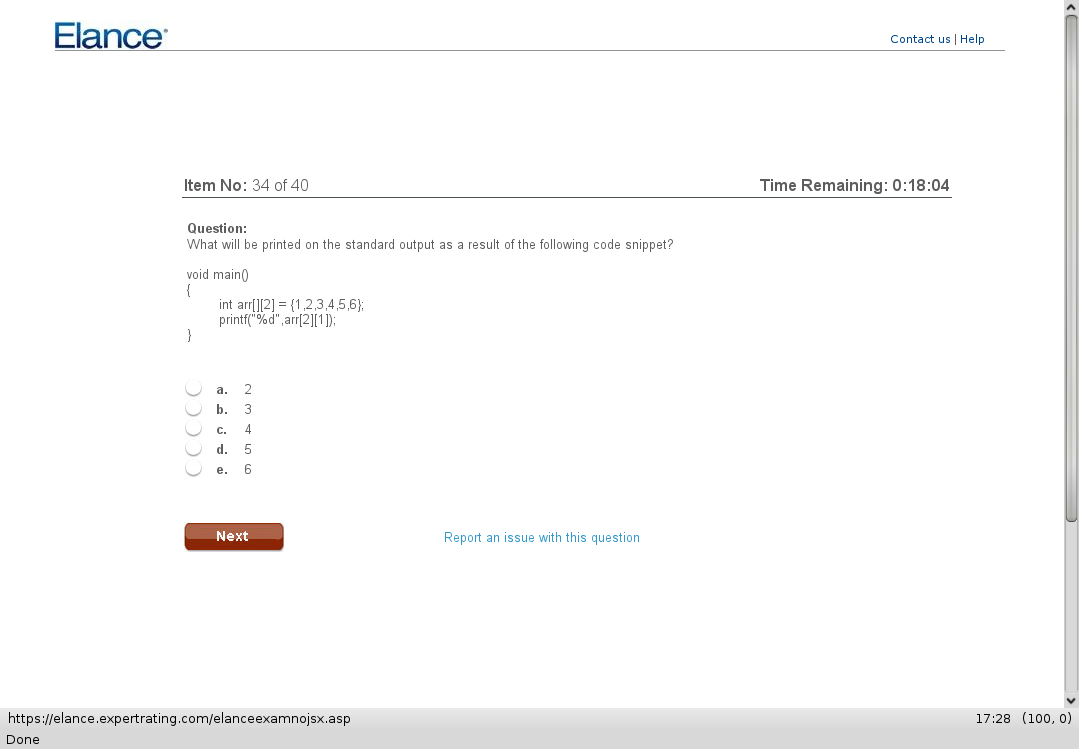 Elance®
Contact us | Help
Item No: 34 of 40
Time Remaining: 0:18:04
Question:
What will be printed on the standard output as a result of the following code snippet?
void main()
{
int arr[][2] = {1,2,3,4,5,6};
printf("%d",arr[2][1]);
}
a. 2
b. 3
c. 4
d. 5
e. 6
Next
Report an issue with this question
https://elance.expertrating.com/elanceexamnojsx.asp
17:28 (100, 0)
Done